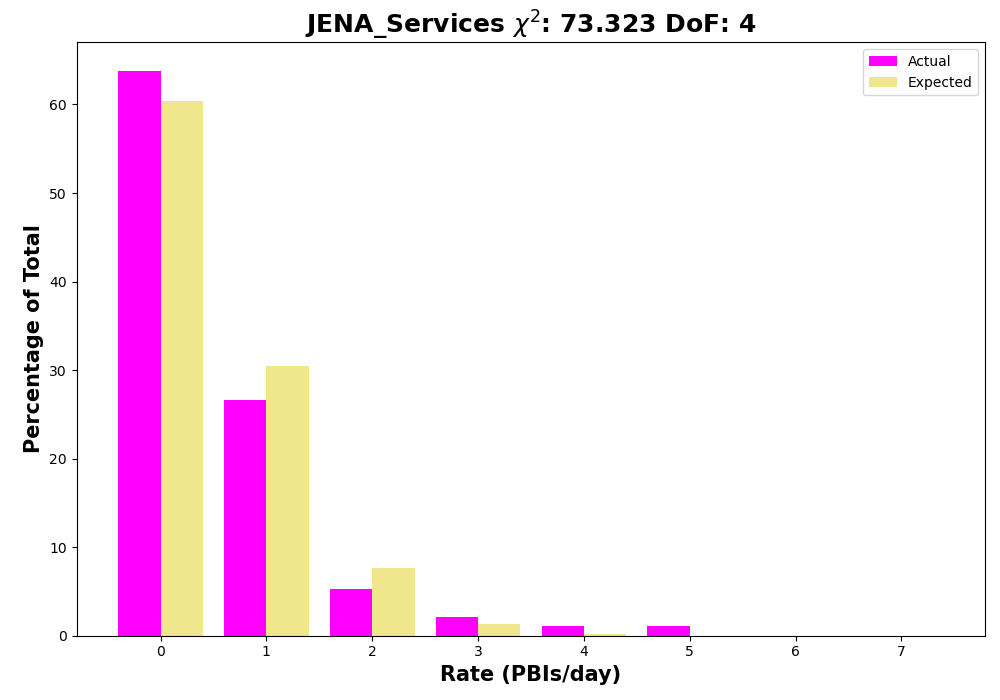 JENA_Services χ²: 73.323 DoF: 4
Actual
Expected
Percentage of Total
60
50
40
30
20
10
0
0 1 2 3 4 5 6 7
Rate (PBIs/day)